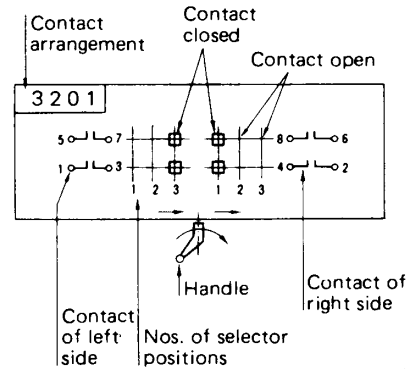 Contact
arrangement
Contact
closed
Contact open
3201
5 7 8 6
1 3 4 2
1 2 3 1 2 3
Handle
Contact
of left
side
Nos. of selector
positions
Contact of
right side